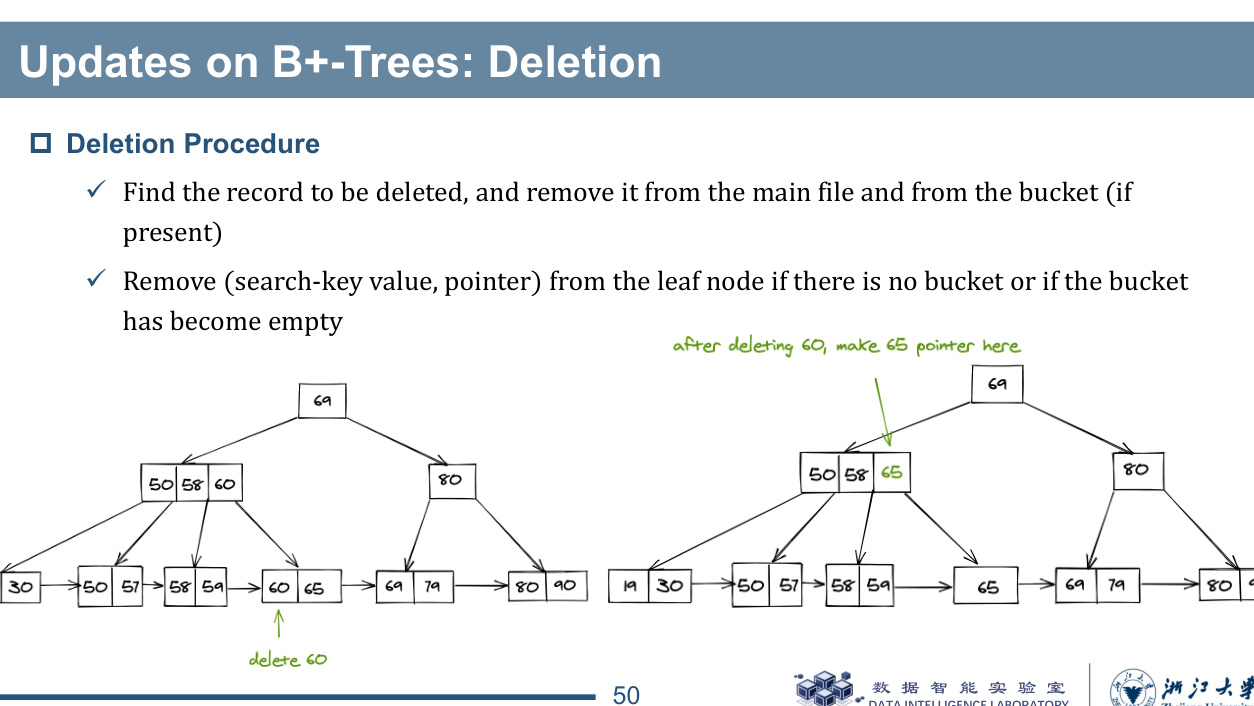 Updates on B+-Trees: Deletion
Deletion Procedure
Find the record to be deleted, and remove it from the main file and from the bucket (if
present)
Remove (search-key value, pointer) from the leaf node if there is no bucket or if the bucket
has become empty
after deleting 60, make 65 pointer here
69
69
50 58 60
80
50 58 65
80
30
50 57
58 59
60 65
69 79
80 90
19 30
50 57
58 59
65
69 79
80
delete 60
50
数据智能实验室
DATA INTELLIGENCE LABORATORY
浙江大学